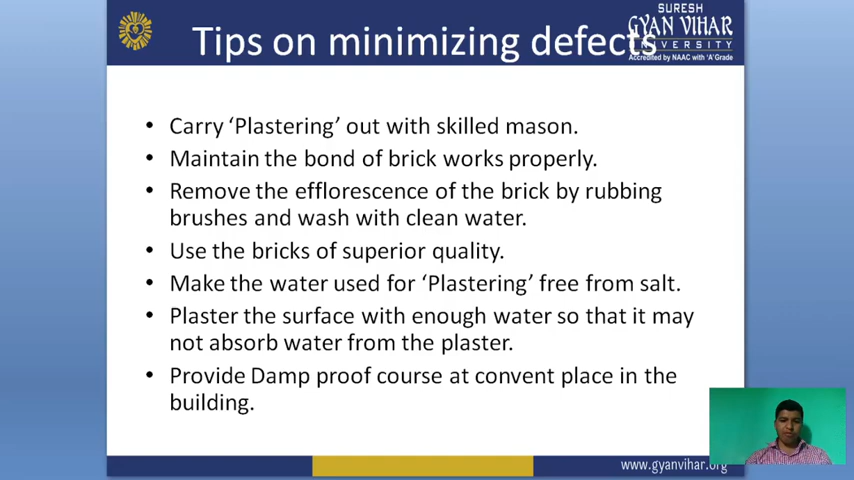 Tips on minimizing defects
SURESH
GYAN VIHAR
UNIVERSITY
Accredited by NAAC with 'A' Grade
• Carry ‘Plastering’ out with skilled mason.
• Maintain the bond of brick works properly.
• Remove the efflorescence of the brick by rubbing
brushes and wash with clean water.
• Use the bricks of superior quality.
• Make the water used for ‘Plastering’ free from salt.
• Plaster the surface with enough water so that it may
not absorb water from the plaster.
• Provide Damp proof course at convent place in the
building.
www.gyanvihar.org